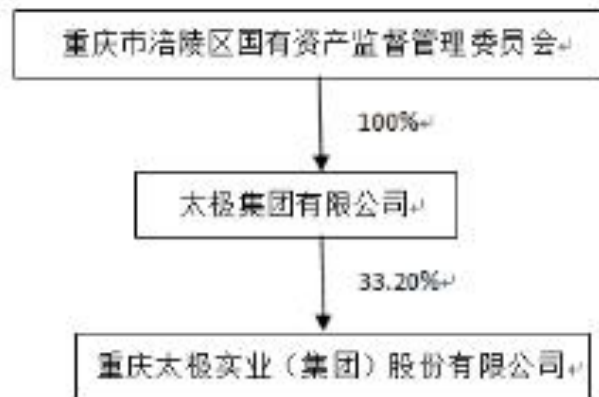 重庆市涪陵区国有资产监督管理委员会
100%
太极集团有限公司
33.20%
重庆太极实业（集团）股份有限公司